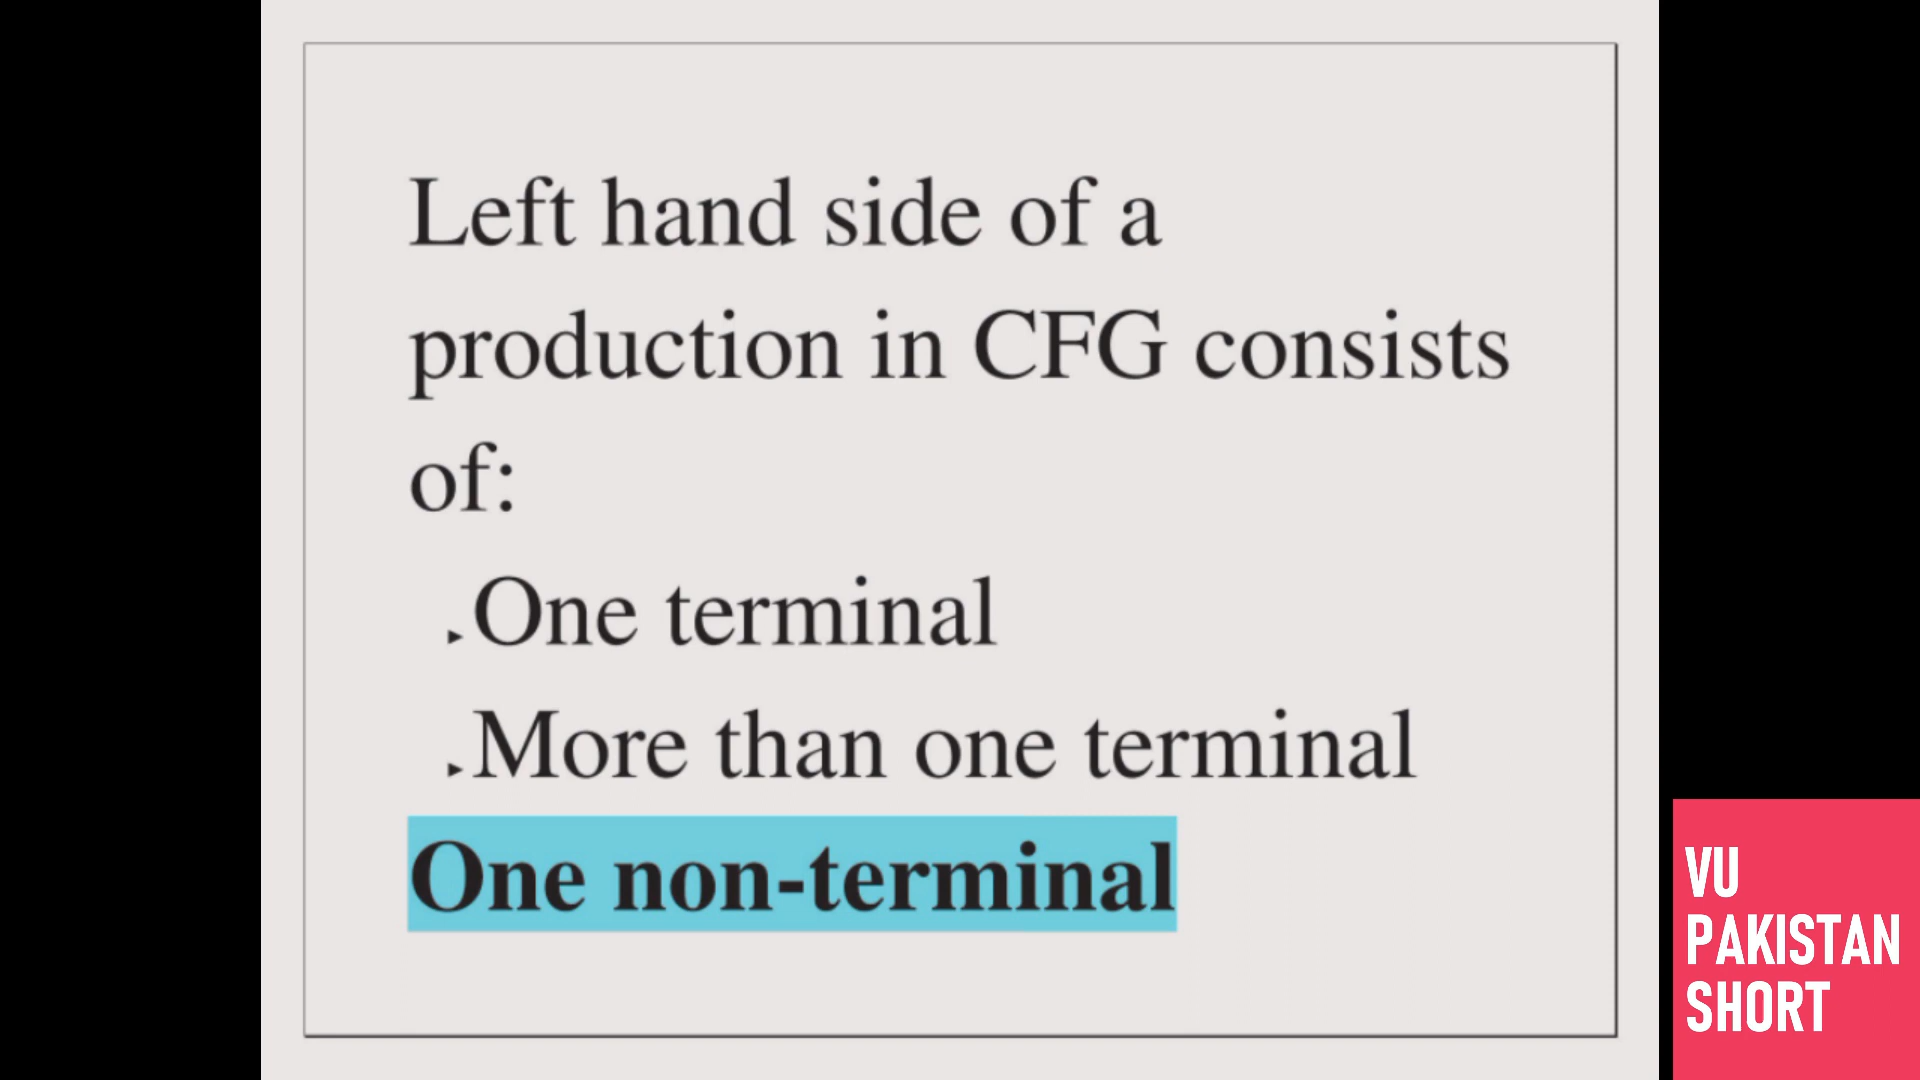 Left hand side of a
production in CFG consists
of:
▸One terminal
▸More than one terminal
One non-terminal
VU
PAKISTAN
SHORT